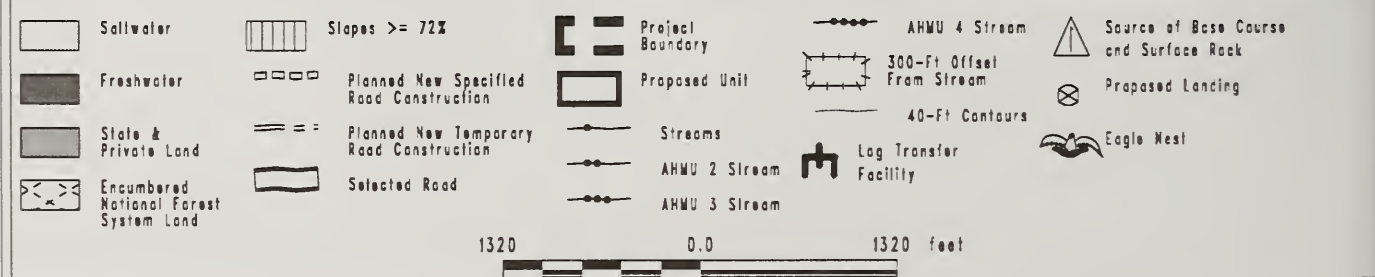 Saltwater
Freshwater
State &
Private Land
Encumbered
National Forest
System Land
Slopes >= 72%
Planned New Specified
Road Construction
Planned New Temporary
Road Construction
Selected Road
Project
Boundary
Proposed Unit
Streams
AHMU 2 Stream
AHMU 3 Stream
AHMU 4 Stream
300-Ft Offset
From Stream
40-Ft Contours
Log Transfer
Facility
Source of Base Course
and Surface Rock
Proposed Landing
Eagle Nest
1320 0.0 1320 feet